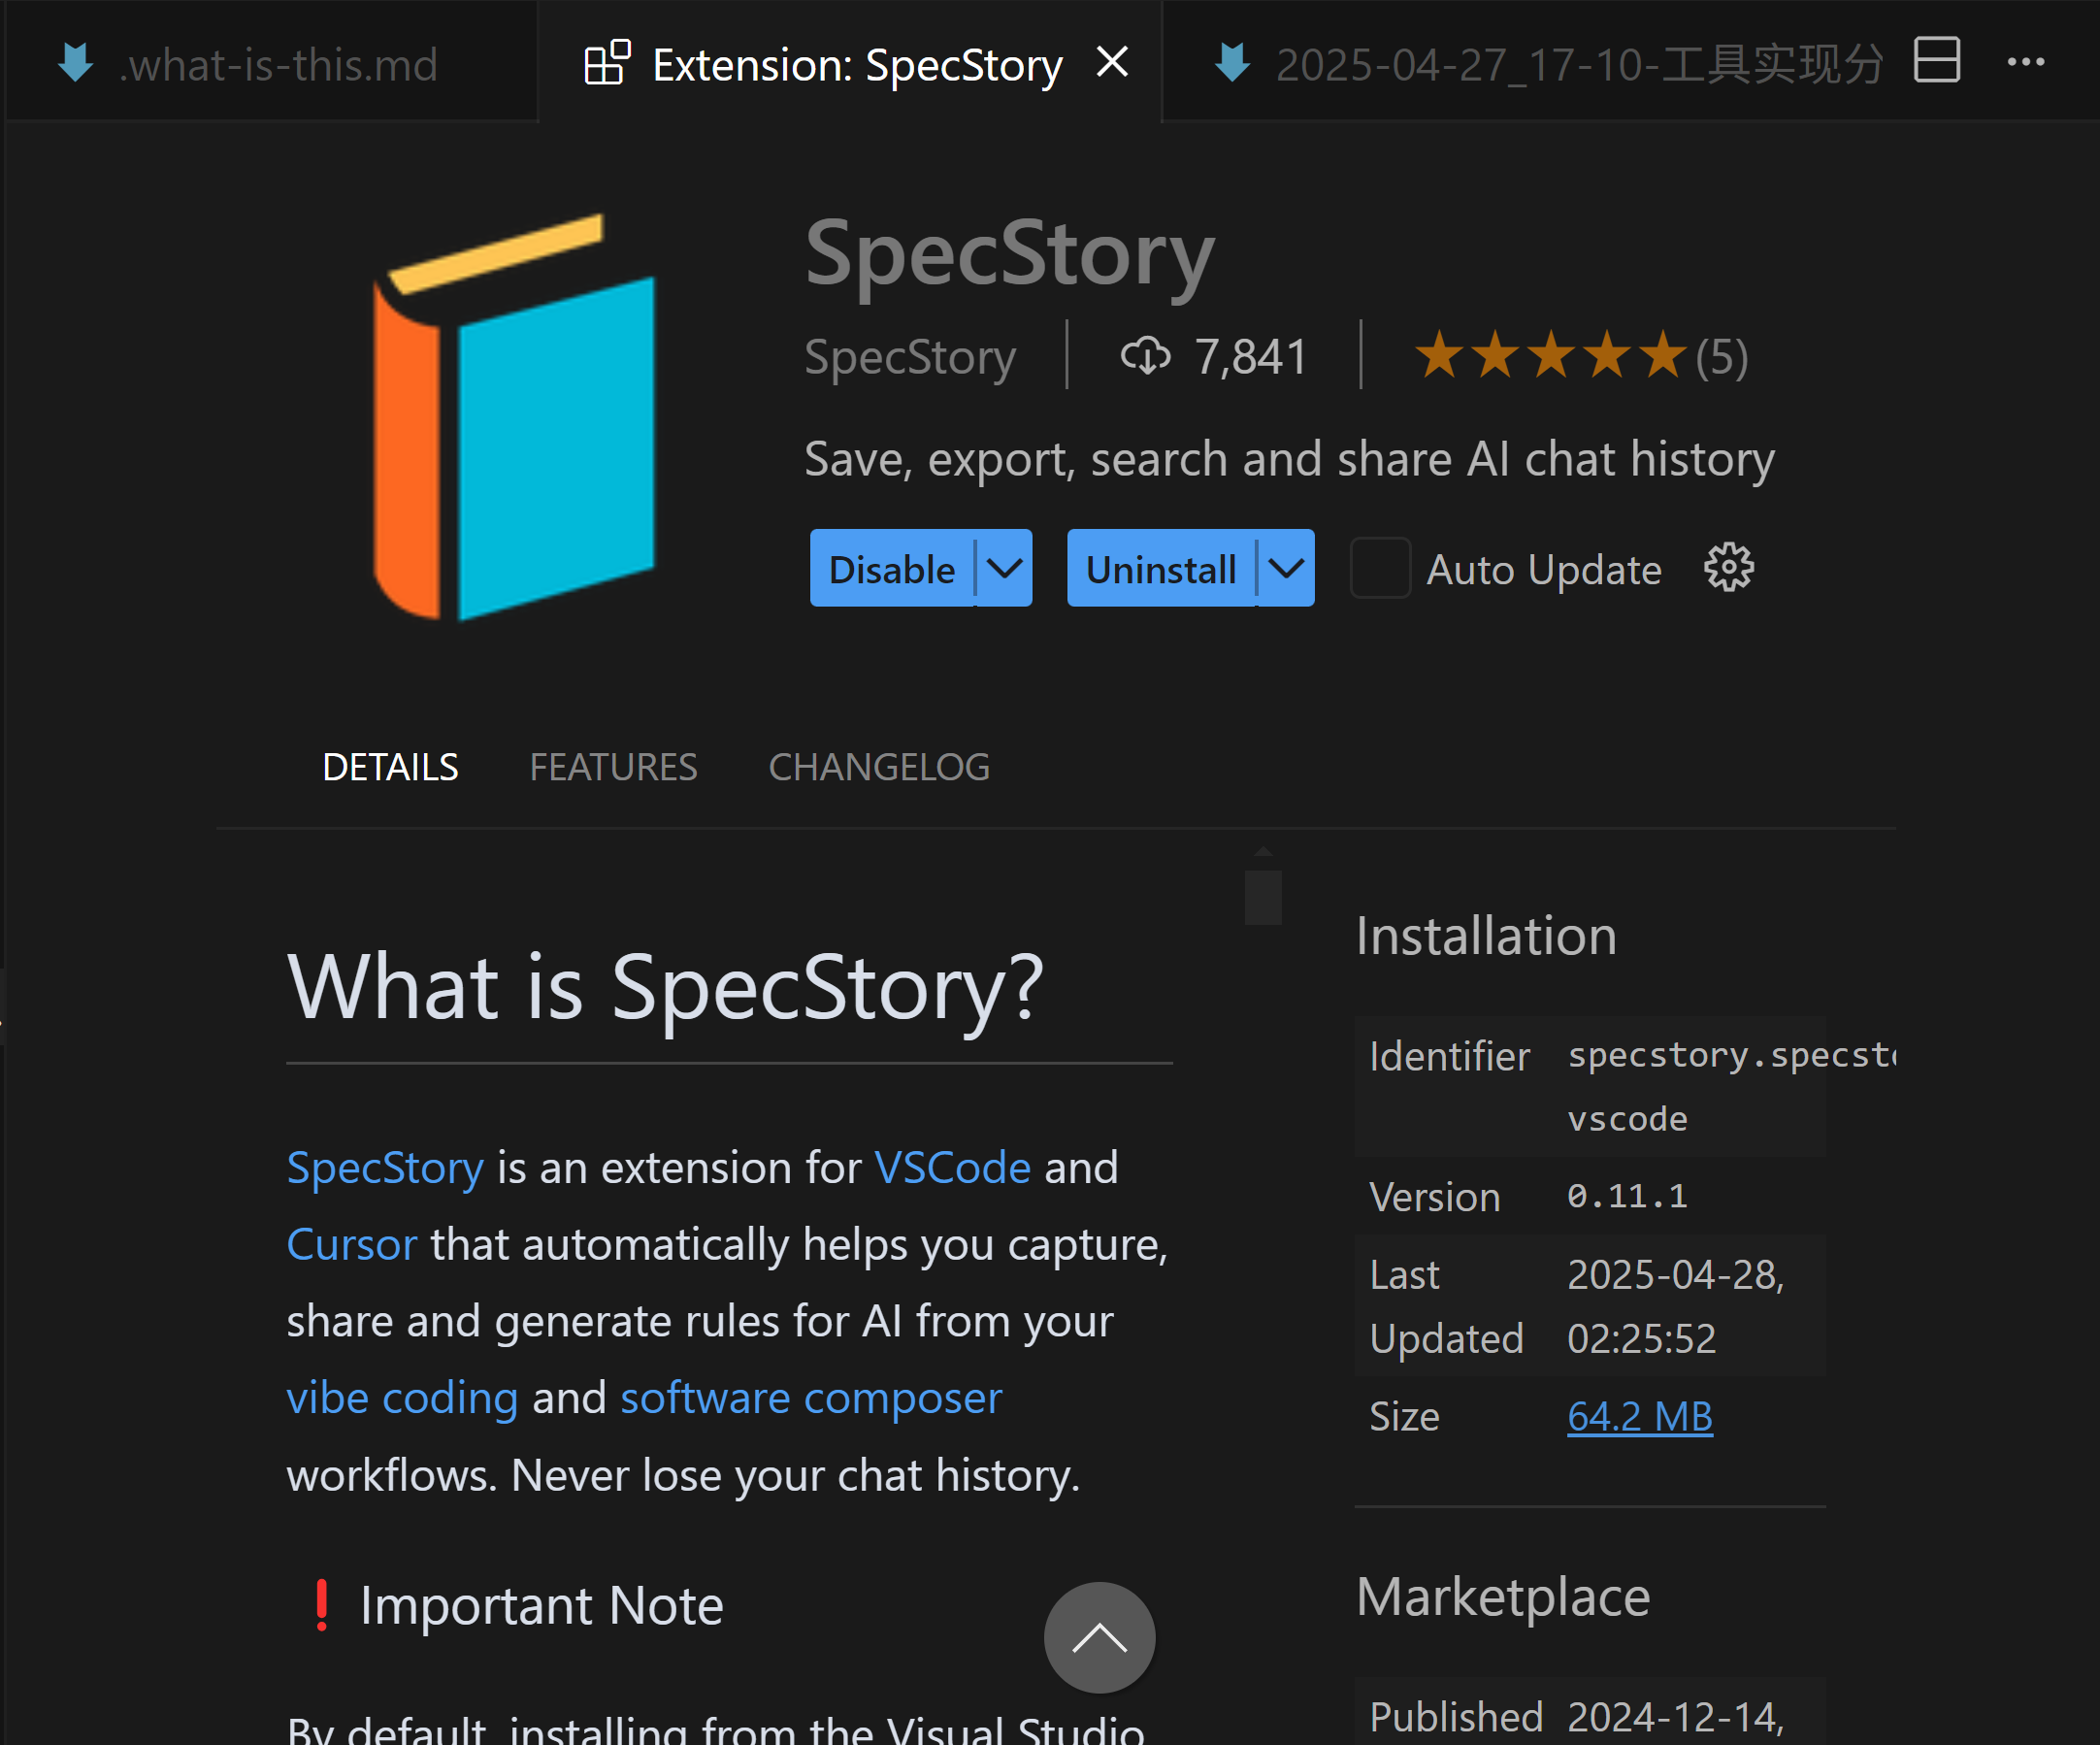 .what-is-this.md
Extension: SpecStory
2025-04-27_17-10-工具实现分
SpecStory
SpecStory
7,841
(5)
Save, export, search and share AI chat history
Disable
Uninstall
Auto Update
DETAILS
FEATURES
CHANGELOG
What is SpecStory?
SpecStory is an extension for VSCode and
Cursor that automatically helps you capture,
share and generate rules for AI from your
vibe coding and software composer
workflows. Never lose your chat history.
❗ Important Note
By default, installing from the Visual Studio
Installation
Identifier specstory.specsto
vscode
Version 0.11.1
Last 2025-04-28,
Updated 02:25:52
Size 64.2 MB
Marketplace
Published 2024-12-14,